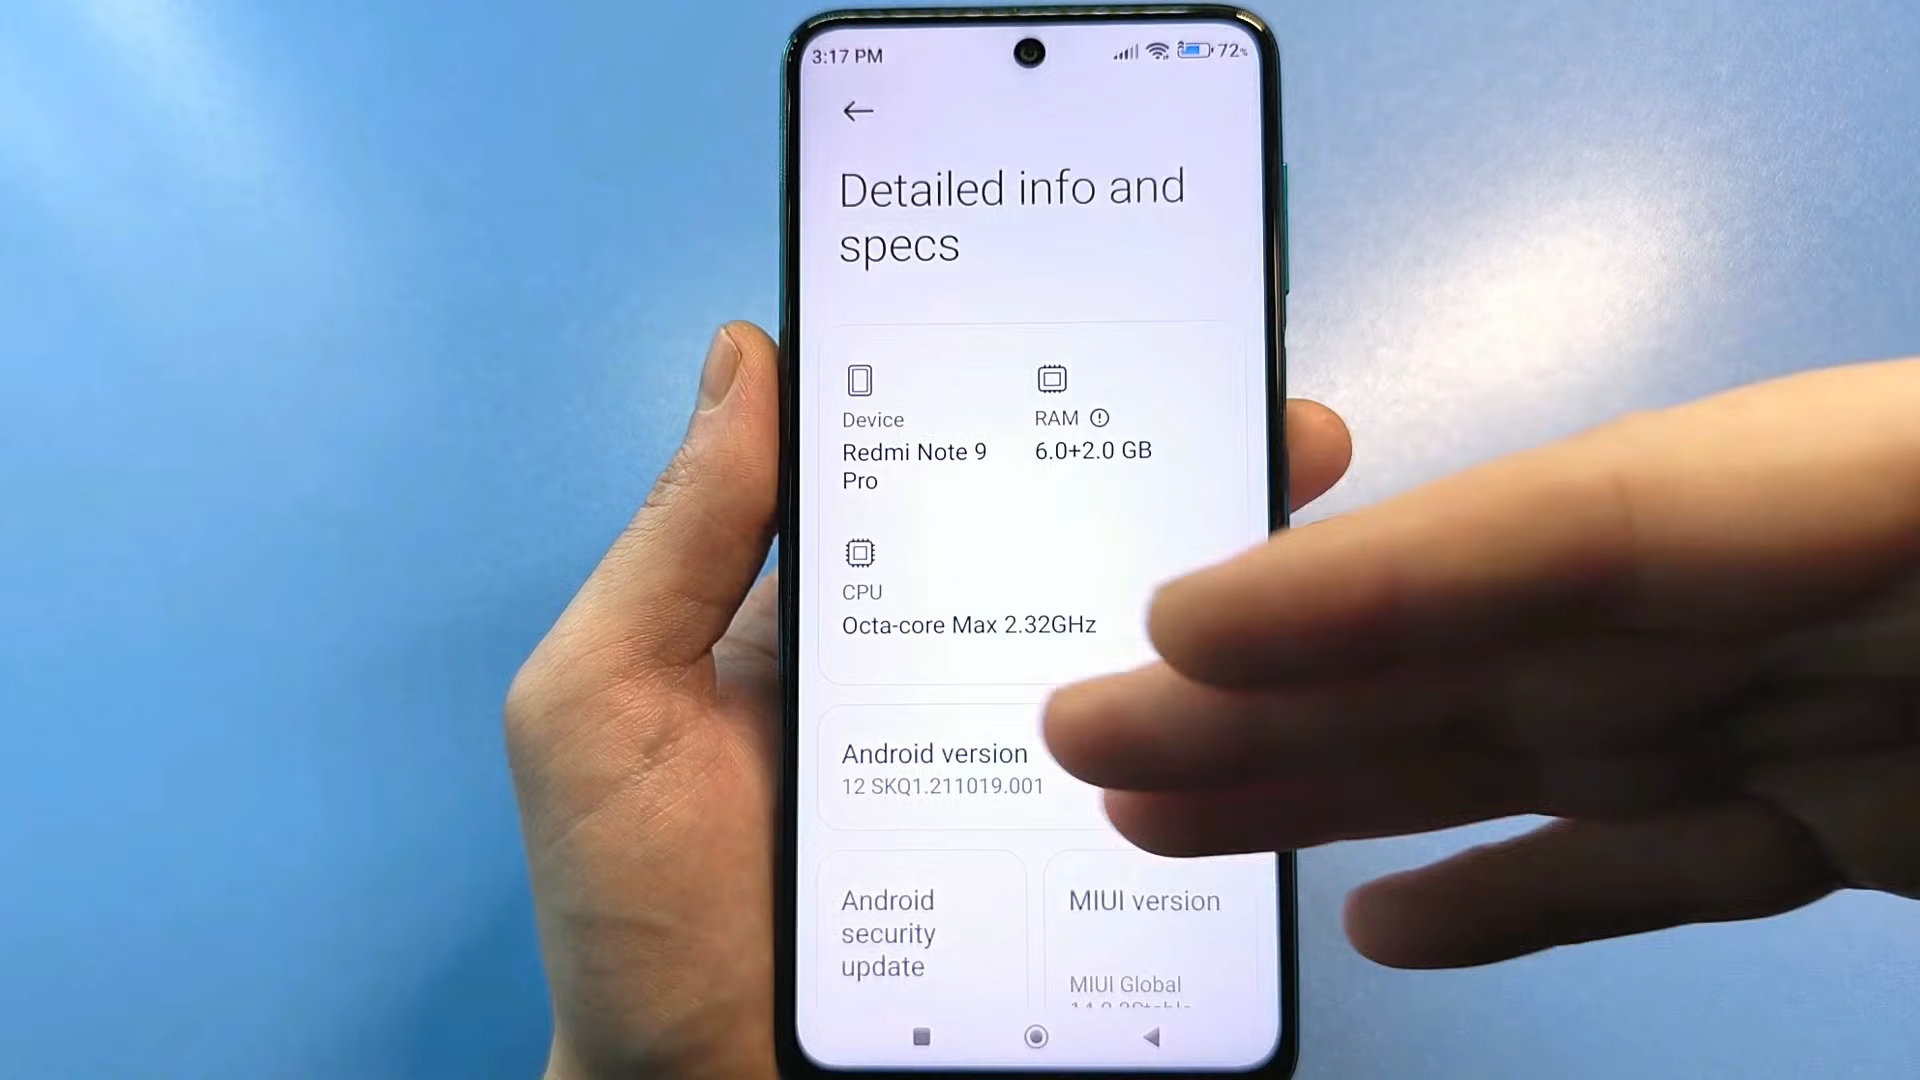 3:17 PM
72%
Detailed info and
specs
Device
Redmi Note 9
Pro
RAM
6.0+2.0 GB
CPU
Octa-core Max 2.32GHz
Android version
12 SKQ1.211019.001
Android
security
update
MIUI version
MIUI Global